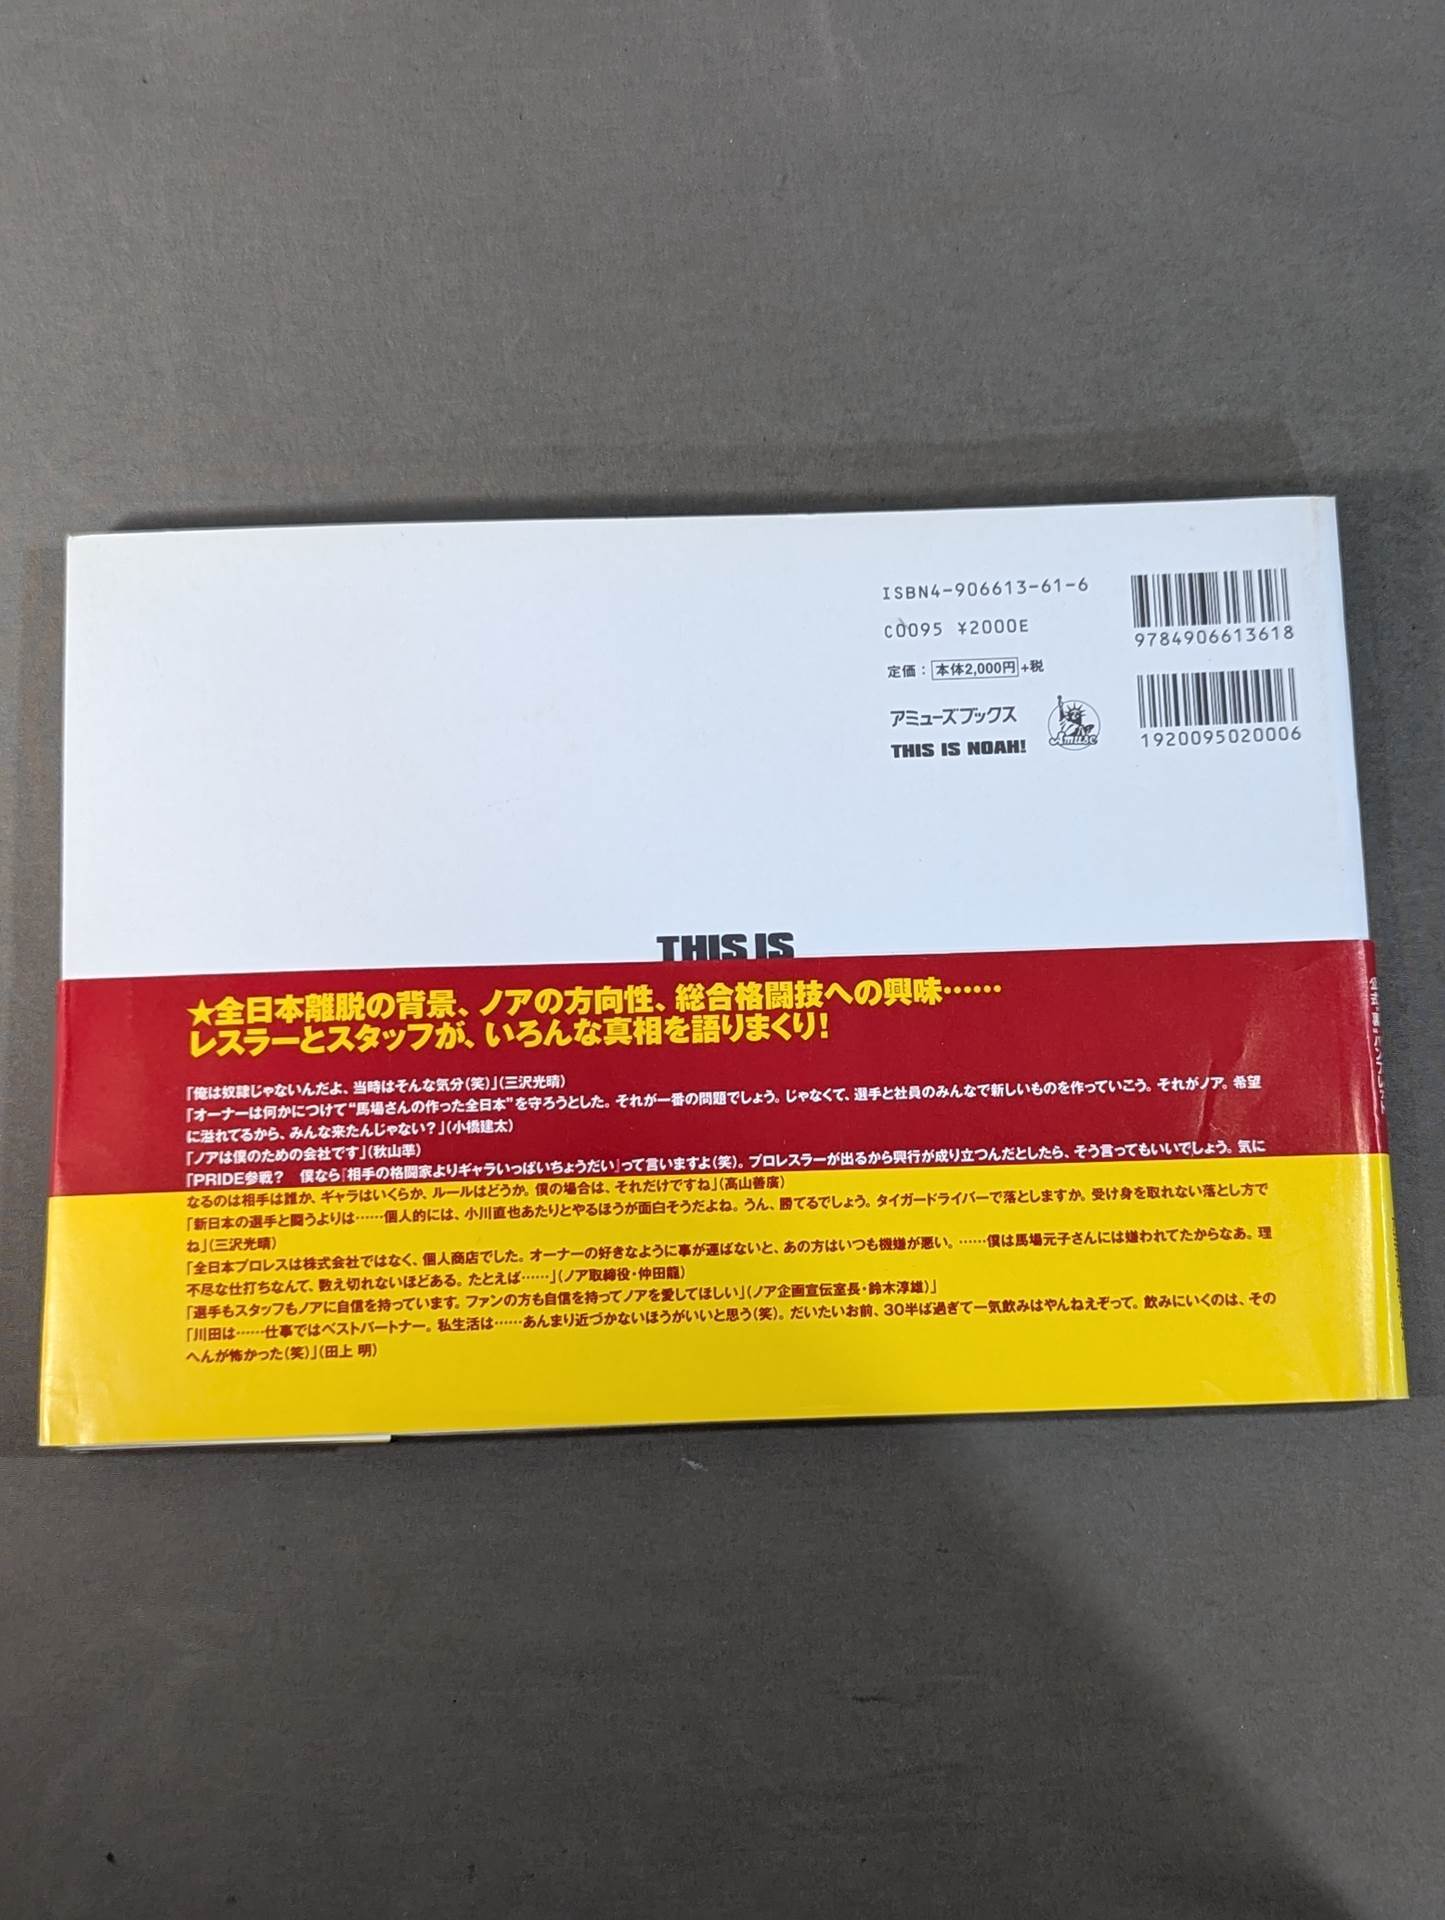 ISBN4-906613-61-6
C0095 ¥2000E
定価：本体2,000円+税
アミューズブックス
THIS IS NOAH!
Amuse
9784906613618
1920095020006
THIS IS
★全日本離脱の背景、ノアの方向性、総合格闘技への興味……
レスラーとスタッフが、いろんな真相を語りまくり！
「俺は奴隷じゃないんだよ、当時はそんな気分（笑）」（三沢光晴）
「オーナーは何かにつけて“馬場さんの作った全日本”を守ろうとした。それが一番の問題でしょう。じゃなくて、選手と社員のみんなで新しいものを作っていこう。それがノア。希望
に溢れてるから、みんな来たんじゃない？」（小橋建太）
「ノアは僕のための会社です」（秋山準）
「PRIDE参戦？　僕なら『相手の格闘家よりギャラいっぱいちょうだい』って言いますよ（笑）。プロレスラーが出るから興行が成り立つんだとしたら、そう言ってもいいでしょう。気に
なるのは相手は誰か、ギャラはいくらか、ルールはどうか。僕の場合は、それだけですね」（高山善廣）
「新日本の選手と闘うよりは……個人的には、小川直也あたりとやるほうが面白そうだよね。うん、勝てるでしょう。タイガードライバーで落としますか。受け身を取れない落とし方で
ね」（三沢光晴）
「全日本プロレスは株式会社ではなく、個人商店でした。オーナーの好きなように事が運ばないと、あの方はいつも機嫌が悪い。……僕は馬場元子さんには嫌われてたからなあ。理
不尽な仕打ちなんて、数え切れないほどある。たとえば……」（ノア取締役・仲田龍）
「選手もスタッフもノアに自信を持っています。ファンの方も自信を持ってノアを愛してほしい」（ノア企画宣伝室長・鈴木淳雄）」
「川田は……仕事ではベストパートナー。私生活は……あんまり近づかないほうがいいと思う（笑）。だいたいお前、30半ば過ぎて一気飲みはやんねえぞって。飲みにいくのは、その
へんが怖かった（笑）」（田上 明）